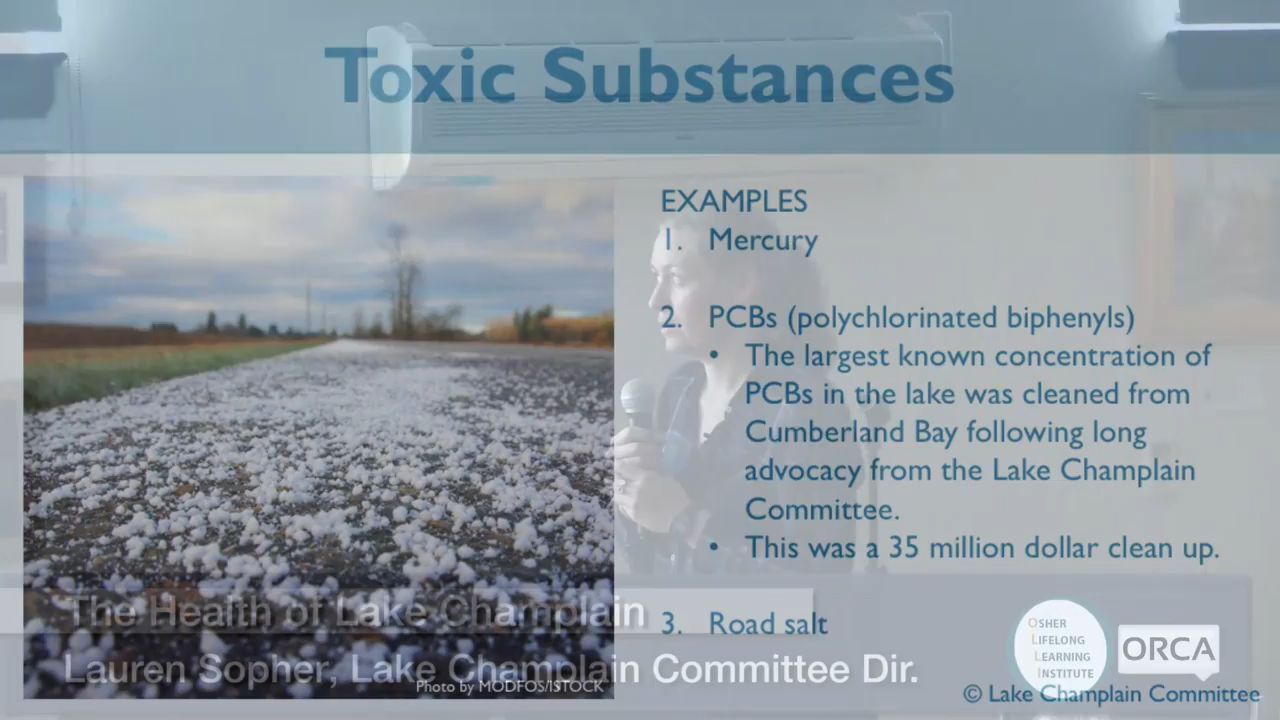 Toxic Substances
EXAMPLES
1. Mercury
2. PCBs (polychlorinated biphenyls)
• The largest known concentration of
PCBs in the lake was cleaned from
Cumberland Bay following long
advocacy from the Lake Champlain
Committee.
• This was a 35 million dollar clean up.
3. Road salt
The Health of Lake Champlain
Lauren Sopher, Lake Champlain Committee Dir.
Photo by MODFOS/ISTOCK
OSHER
LIFELONG
LEARNING
INSTITUTE
ORCA
© Lake Champlain Committee